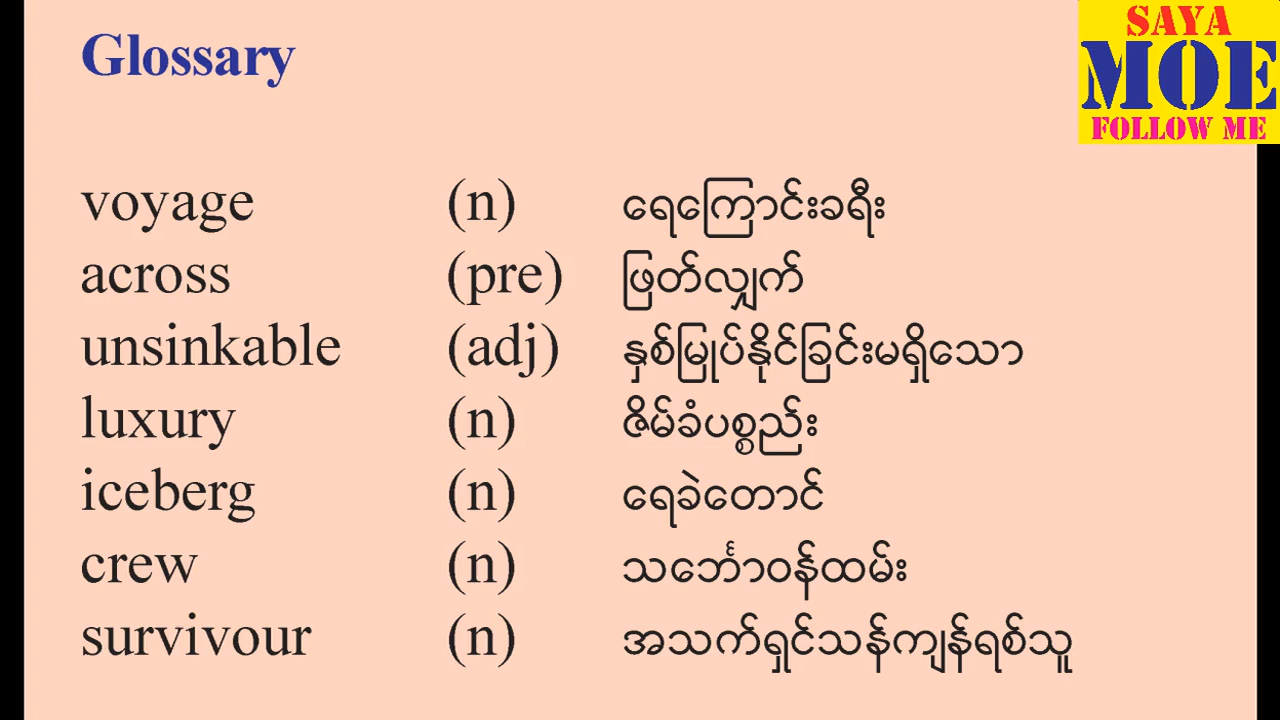 Glossary
SAYA
MOE
FOLLOW ME
voyage (n) ရေကြောင်းခရီး
across (pre) ဖြတ်လျှက်
unsinkable (adj) နှစ်မြုပ်နိုင်ခြင်းမရှိသော
luxury (n) ဇိမ်ခံပစ္စည်း
iceberg (n) ရေခဲတောင်
crew (n) သင်္ဘောဝန်ထမ်း
survivour (n) အသက်ရှင်သန်ကျန်ရစ်သူ